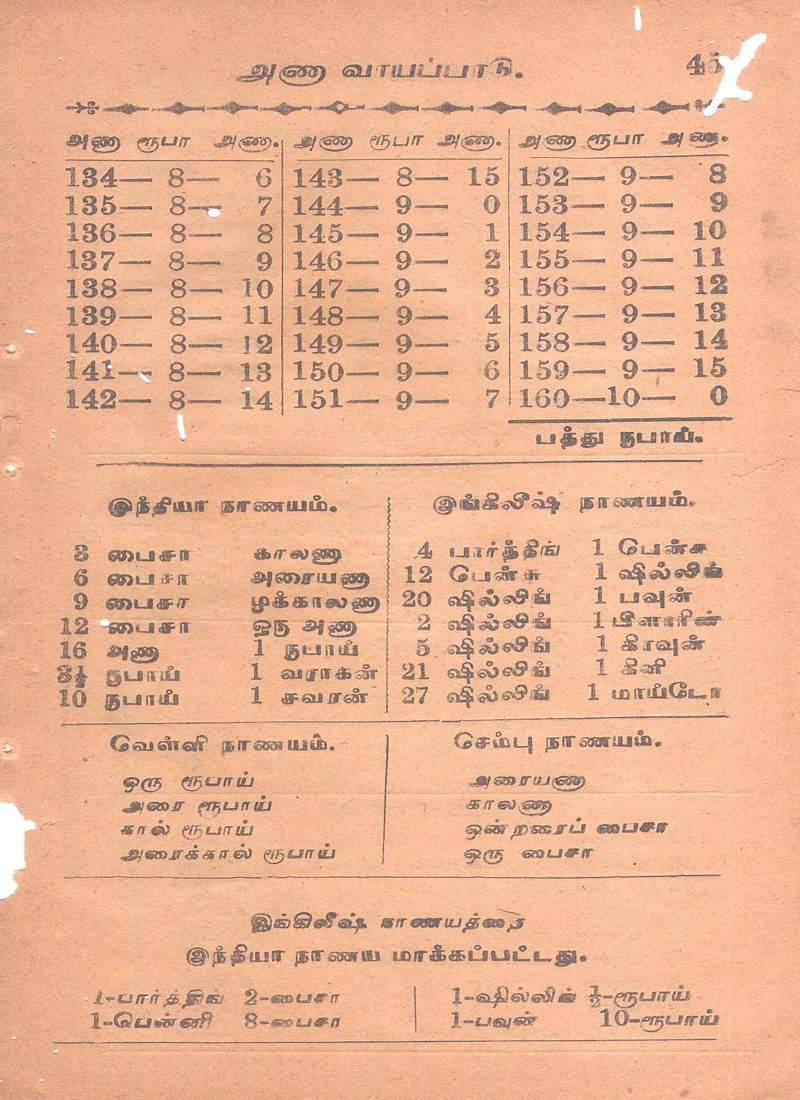 அணா வாயப்பாடு.
அணா ரூபா அணா. அணா ரூபா அணா. அணா ரூபா அணா.
134— 8— 6 143— 8— 15 152— 9— 8
135— 8— 7 144— 9— 0 153— 9— 9
136— 8— 8 145— 9— 1 154— 9— 10
137— 8— 9 146— 9— 2 155— 9— 11
138— 8— 10 147— 9— 3 156— 9— 12
139— 8— 11 148— 9— 4 157— 9— 13
140— 8— 12 149— 9— 5 158— 9— 14
141— 8— 13 150— 9— 6 159— 9— 15
142— 8— 14 151— 9— 7 160—10— 0
பத்து ரூபாய்.
இந்தியா நாணயம்.
3 பைசா காலணா
6 பைசா அரையணா
9 பைசா முக்காலணா
12 பைசா ஒரு அணா
16 அணா 1 ரூபாய்
3½ ரூபாய் 1 வராகன்
10 ரூபாய் 1 சவரன்
இங்கிலீஷ் நாணயம்.
4 பார்த்திங் 1 பென்சு
12 பென்சு 1 ஷில்லிங்
20 ஷில்லிங் 1 பவுன்
2 ஷில்லிங் 1 பிளாரின்
5 ஷில்லிங் 1 கிரவுன்
21 ஷில்லிங் 1 கினி
27 ஷில்லிங் 1 மாய்டோ
வெள்ளி நாணயம்.
ஒரு ரூபாய்
அரை ரூபாய்
கால் ரூபாய்
அரைக்கால் ரூபாய்
செம்பு நாணயம்.
அரையணா
காலணா
ஒன்றரைப் பைசா
ஒரு பைசா
இங்கிலீஷ் நாணயத்தை
இந்தியா நாணய மாக்கப்பட்டது.
1-பார்த்திங் 2-பைசா
1-பென்னி 8-பைசா
1-ஷில்லிங் ½-ரூபாய்
1-பவுன் 10-ரூபாய்